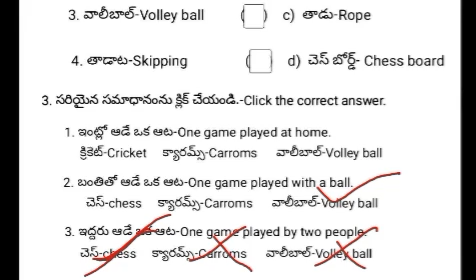 3. వాలీబాల్-Volley ball ( ) c) తాడు-Rope
4. తాడాట-Skipping ( ) d) చెస్ బోర్డ్- Chess board
3. సరియైన సమాధానంను క్లిక్ చేయండి.-Click the correct answer.
1. ఇంట్లో ఆడే ఒక ఆట-One game played at home.
క్రికెట్-Cricket క్యారమ్స్-Carroms వాలీబాల్-Volley ball
2. బంతితో ఆడే ఒక ఆట-One game played with a ball.
చెస్-chess క్యారమ్స్-Carroms వాలీబాల్-Volley ball
3. ఇద్దరు ఆడే ఒక ఆట-One game played by two people.
చెస్-chess క్యారమ్స్-Carroms వాలీబాల్-Volley ball